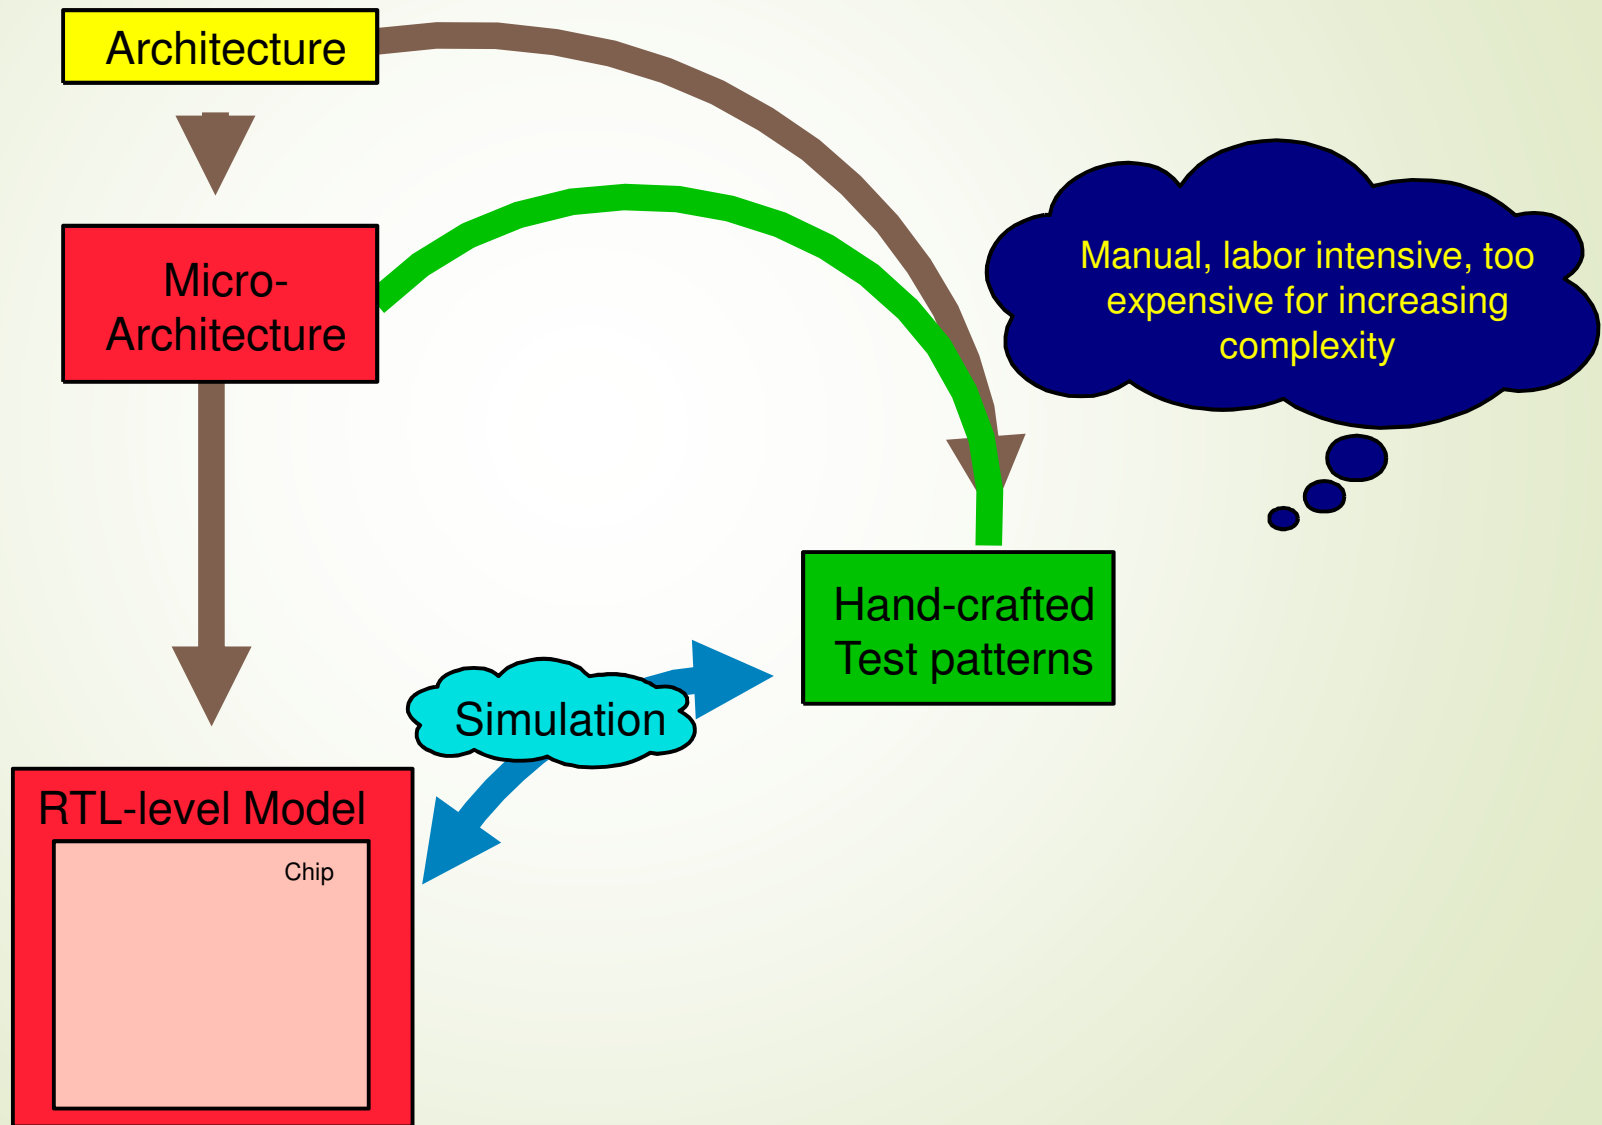 Architecture
Micro-
Architecture
Manual, labor intensive, too
expensive for increasing
complexity
Hand-crafted
Test patterns
Simulation
RTL-level Model
Chip